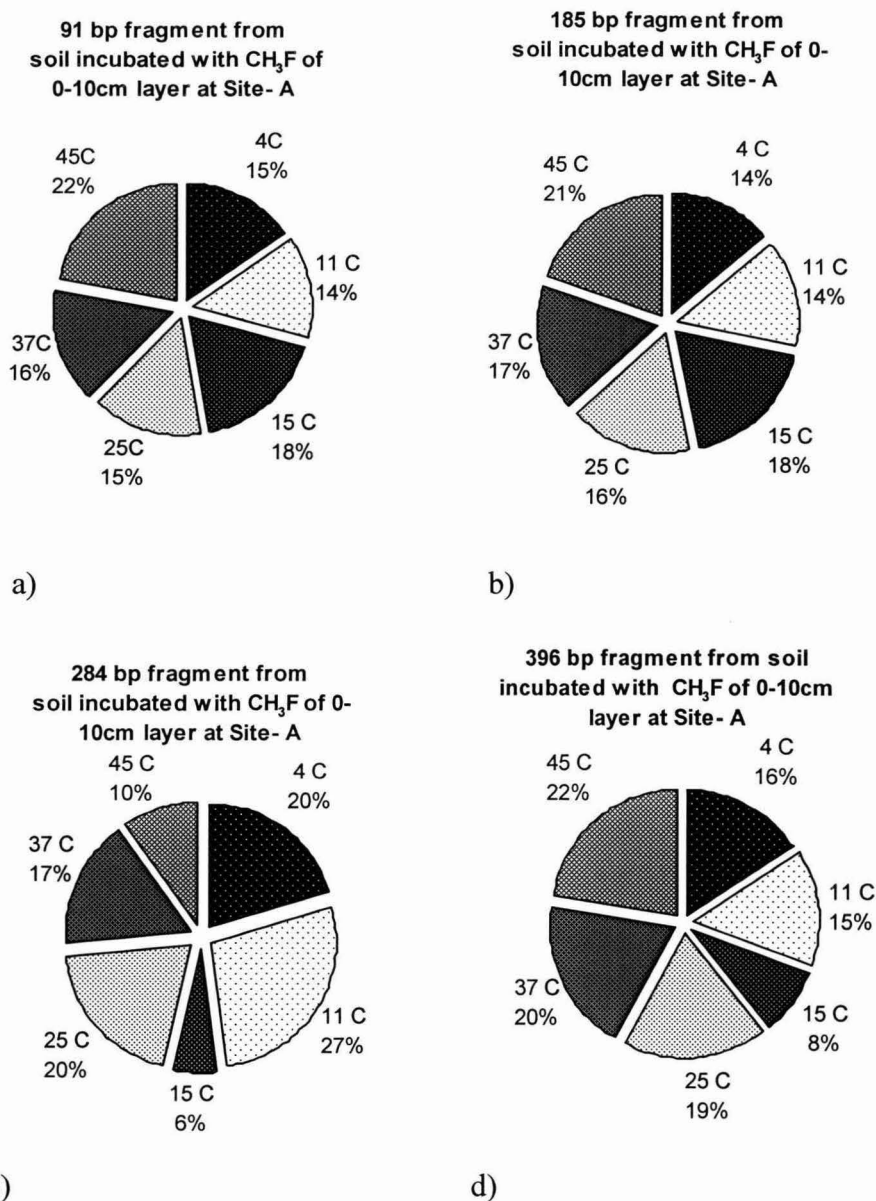 91 bp fragment from
soil incubated with CH₃F of
0-10cm layer at Site- A
45C
22%
4C
15%
11 C
14%
15 C
18%
25C
15%
37C
16%
a)
185 bp fragment from
soil incubated with CH₃F of 0-
10cm layer at Site- A
45 C
21%
4 C
14%
11 C
14%
15 C
18%
25 C
16%
37 C
17%
b)
284 bp fragment from
soil incubated with CH₃F of 0-
10cm layer at Site- A
45 C
10%
4 C
20%
11 C
27%
15 C
6%
25 C
20%
37 C
17%
)
396 bp fragment from soil
incubated with CH₃F of 0-10cm
layer at Site- A
45 C
22%
4 C
16%
11 C
15%
15 C
8%
25 C
19%
37 C
20%
d)